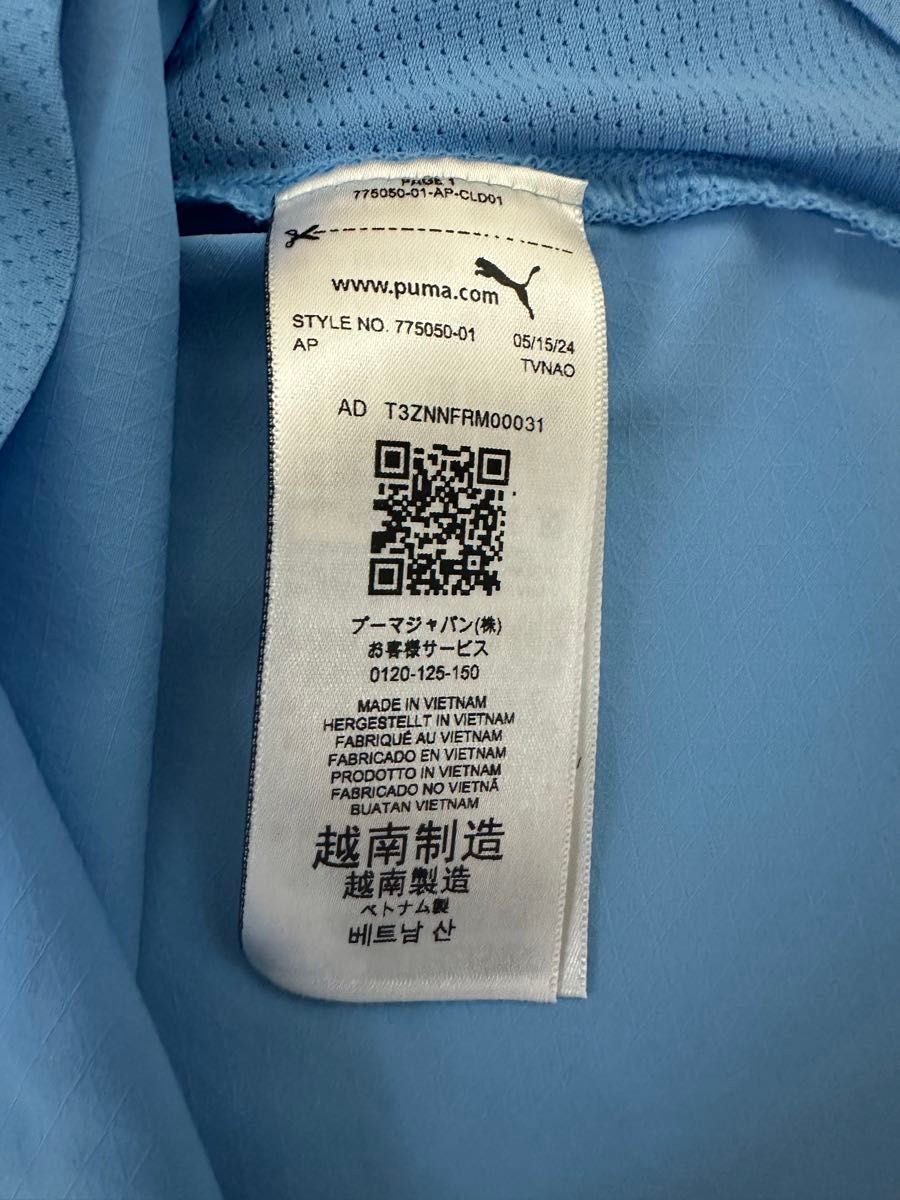 PAGE 1
775050-01-AP-CLD01
www.puma.com
STYLE NO. 775050-01
AP
05/15/24
TVNAO
AD T3ZNNFRM00031
プーマジャパン(株)
お客様サービス
0120-125-150
MADE IN VIETNAM
HERGESTELLT IN VIETNAM
FABRIQUÉ AU VIETNAM
FABRICADO EN VIETNAM
PRODOTTO IN VIETNAM
FABRICADO NO VIETNÃ
BUATAN VIETNAM
越南制造
越南製造
ベトナム製
베트남 산